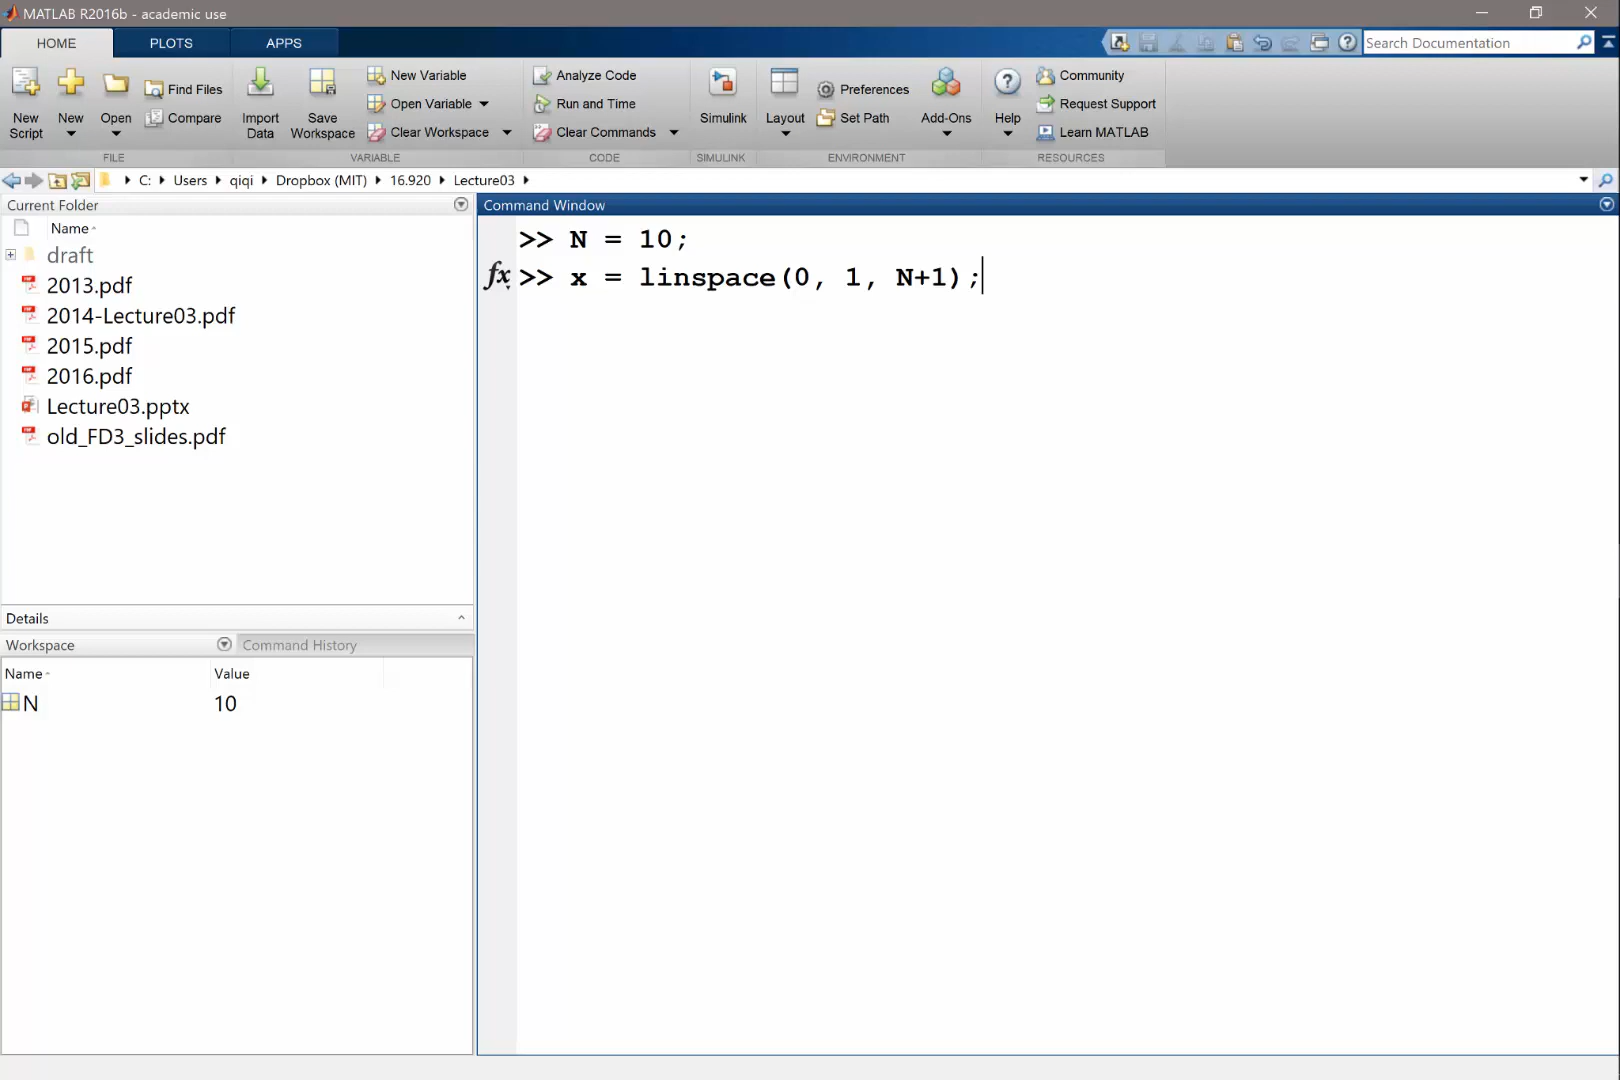 MATLAB R2016b - academic use
HOME PLOTS APPS
Search Documentation
New Script
New
Open
Find Files
Compare
FILE
Import Data
Save Workspace
New Variable
Open Variable
Clear Workspace
VARIABLE
Analyze Code
Run and Time
Clear Commands
CODE
Simulink
SIMULINK
Layout
Preferences
Set Path
Add-Ons
ENVIRONMENT
Help
Community
Request Support
Learn MATLAB
RESOURCES
C: Users qiqi Dropbox (MIT) 16.920 Lecture03
Current Folder
Name
draft
2013.pdf
2014-Lecture03.pdf
2015.pdf
2016.pdf
Lecture03.pptx
old_FD3_slides.pdf
Details
Workspace
Command History
Name Value
N 10
Command Window
>> N = 10;
fx >> x = linspace(0, 1, N+1);